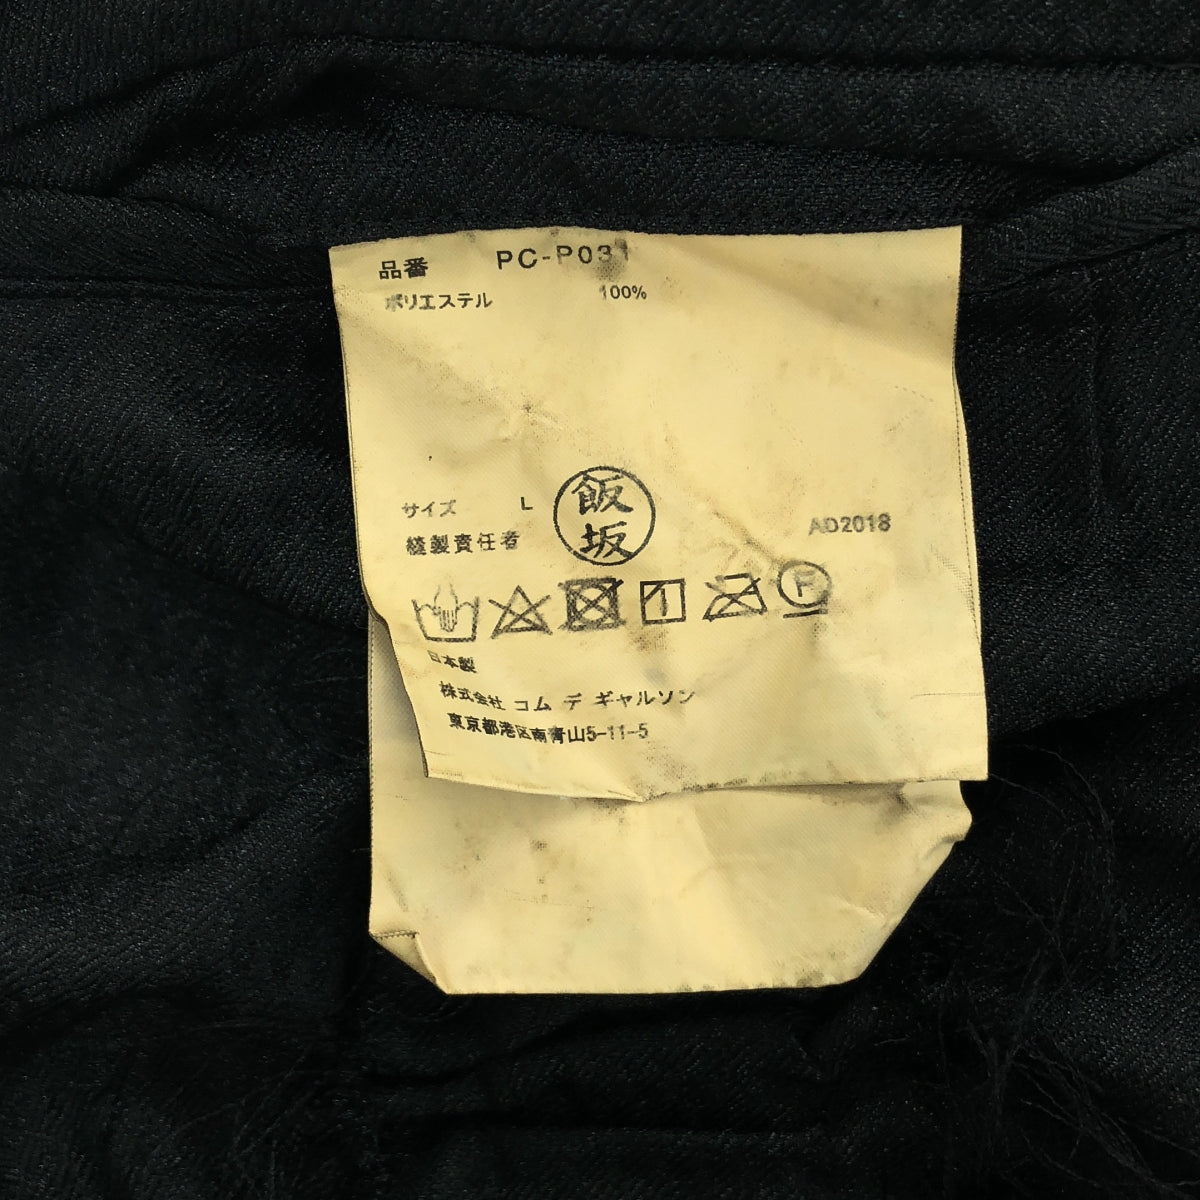 品番 PC-P031
ポリエステル 100%
サイズ L
縫製責任者
飯坂
AD2018
F
日本製
株式会社 コム デ ギャルソン
東京都港区南青山5-11-5